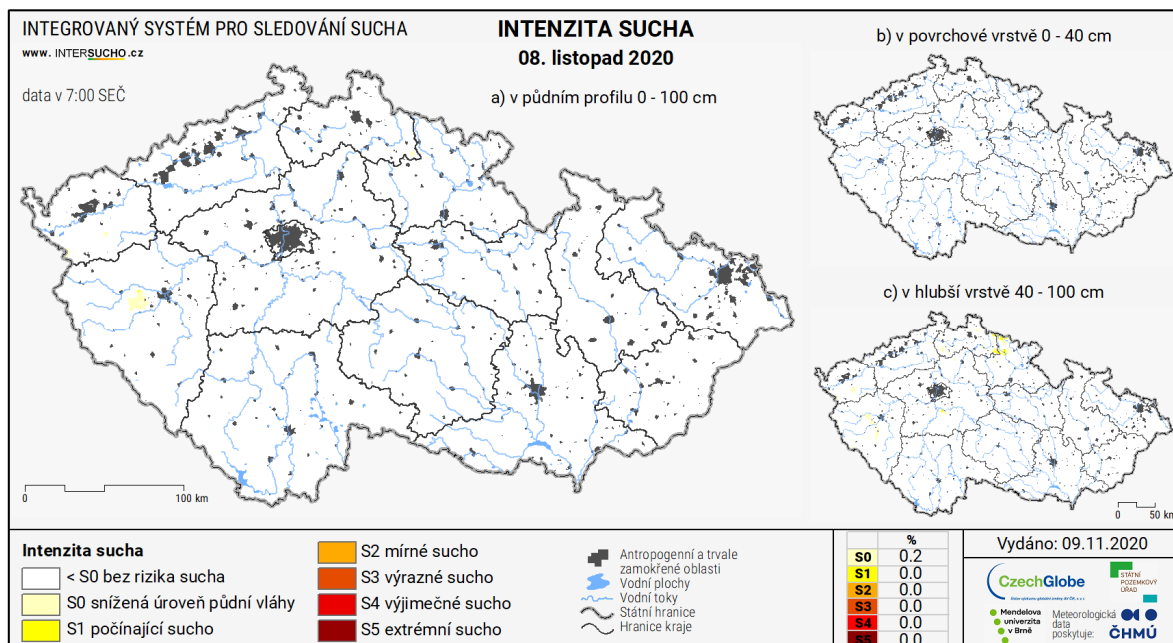 INTEGROVANÝ SYSTÉM PRO SLEDOVÁNÍ SUCHA
www. INTERSUCHO.cz
data v 7:00 SEČ
INTENZITA SUCHA
08. listopad 2020
a) v půdním profilu 0 - 100 cm
b) v povrchové vrstvě 0 - 40 cm
c) v hlubší vrstvě 40 - 100 cm
0 100 km
0 50 km
Intenzita sucha
< S0 bez rizika sucha
S0 snížená úroveň půdní vláhy
S1 počínající sucho
S2 mírné sucho
S3 výrazné sucho
S4 výjimečné sucho
S5 extrémní sucho
Antropogenní a trvale
zamokřené oblasti
Vodní plochy
Vodní toky
Státní hranice
Hranice kraje
%
S0 0.2
S1 0.0
S2 0.0
S3 0.0
S4 0.0
S5 0.0
Vydáno: 09.11.2020
CzechGlobe
STÁTNÍ
POZEMKOVÝ
ÚŘAD
Mendelova
univerzita
v Brně
Meteorologická
data
poskytuje:
ČHMÚ